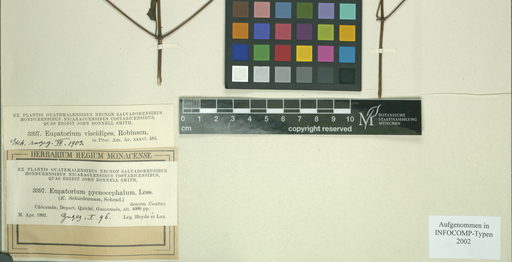 EX PLANTIS GUATEMALENSIBUS NECNON SALVADORENSIBUS
HONDURENSIBUS NICARAGUENSIBUS COSTARICENSIBUS,
QUAS EDIDIT JOHN DONNELL SMITH.
3397. Eupatorium viscidipes, Robinson,
in Proc. Am. Ac. xxxvi, 484.
1903.
HERBARIUM REGIUM MONACENSE
EX PLANTIS GUATEMALENSIBUS NECNON SALVADORENSIBUS
HONDURENSIBUS NICARAGUENSIBUS COSTARICENSIBUS,
QUAS EDIDIT JOHN DONNELL SMITH.
3397. Eupatorium pycnocephalum, Less.
(E. Schiedeanum, Schrad.)
determ. Coulter
Chicamán, Depart. Quiché, Guatemala, alt. 4000 pp.
M. Apr. 1892. Leg. Heyde et Lux.
0 1 2 3 4 5 6 7 8 9 10
cm copyright reserved
BOTANISCHE
STAATSSAMMLUNG
MÜNCHEN
Aufgenommen in
INFOCOMP-Typen
2002